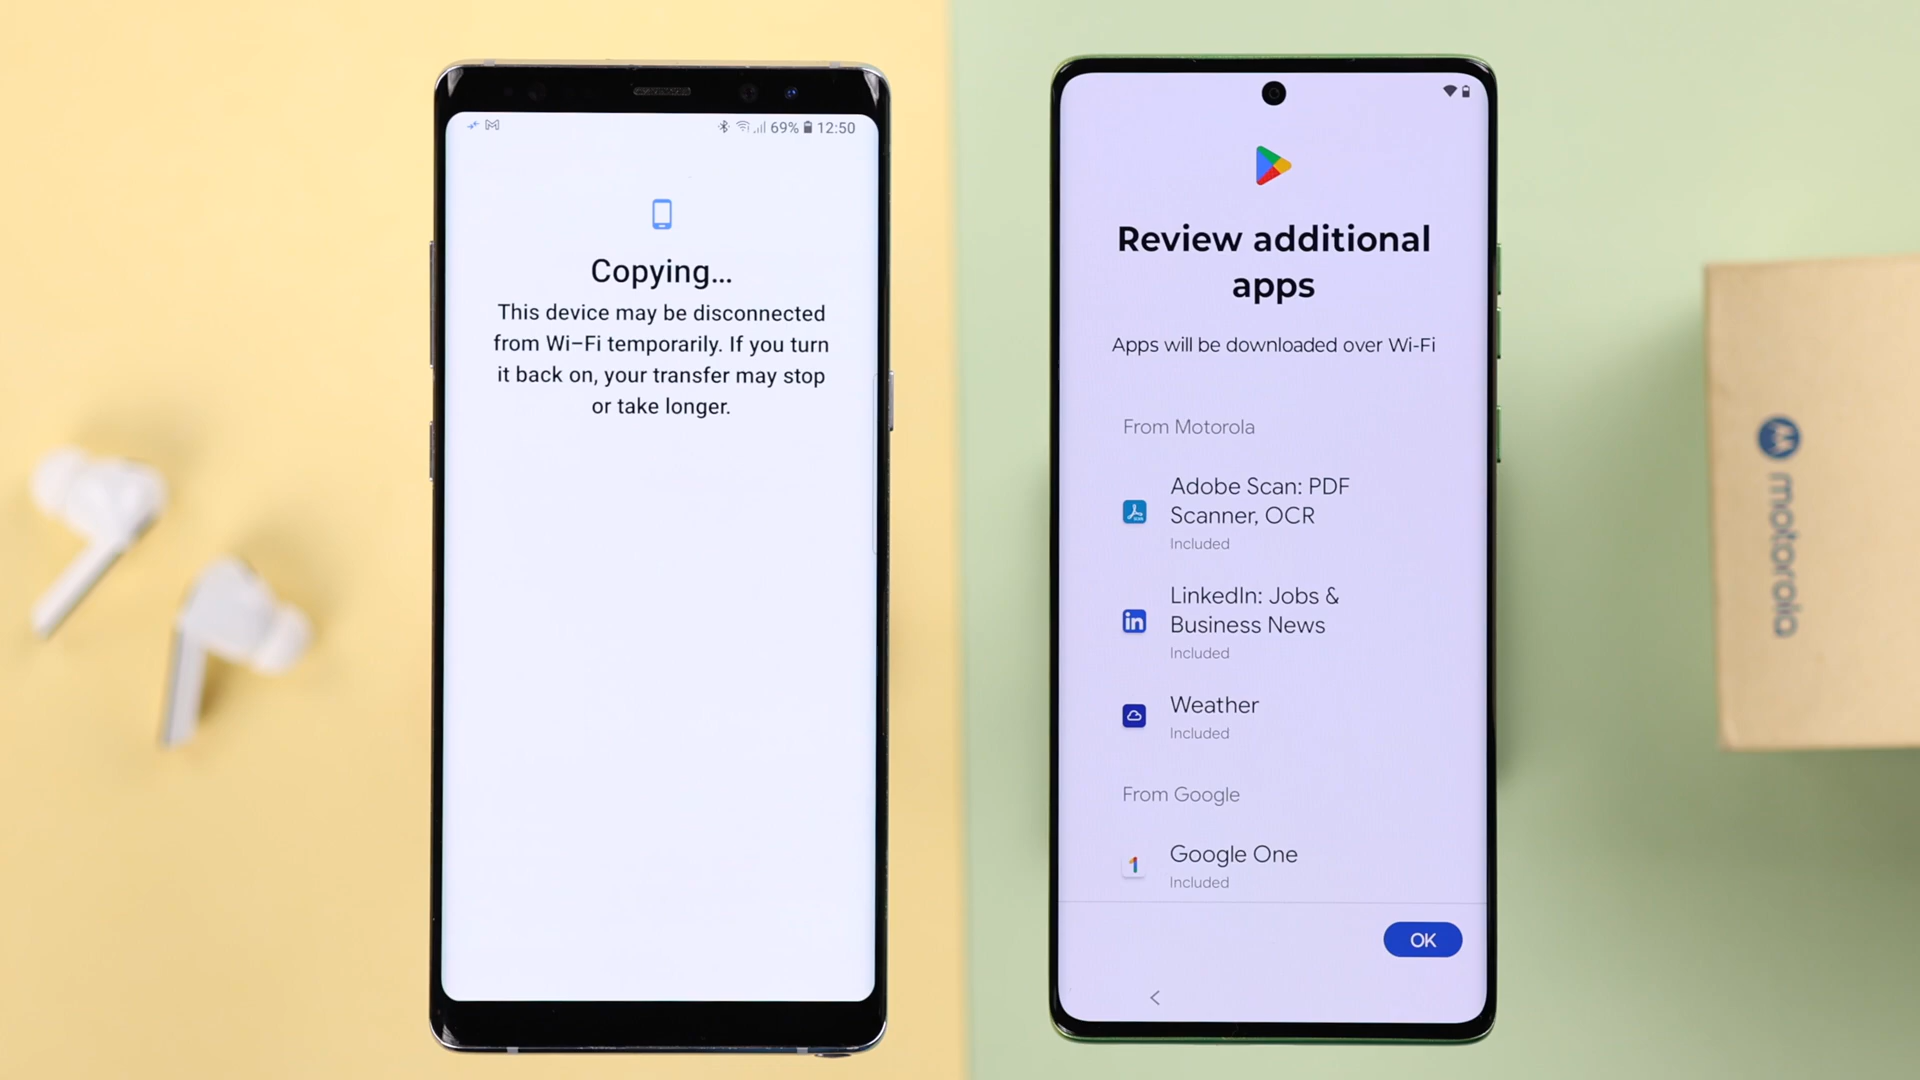 69% 12:50
Copying...
This device may be disconnected
from Wi-Fi temporarily. If you turn
it back on, your transfer may stop
or take longer.
Review additional
apps
Apps will be downloaded over Wi-Fi
From Motorola
Adobe Scan: PDF
Scanner, OCR
Included
LinkedIn: Jobs &
Business News
Included
Weather
Included
From Google
Google One
Included
OK
motorola